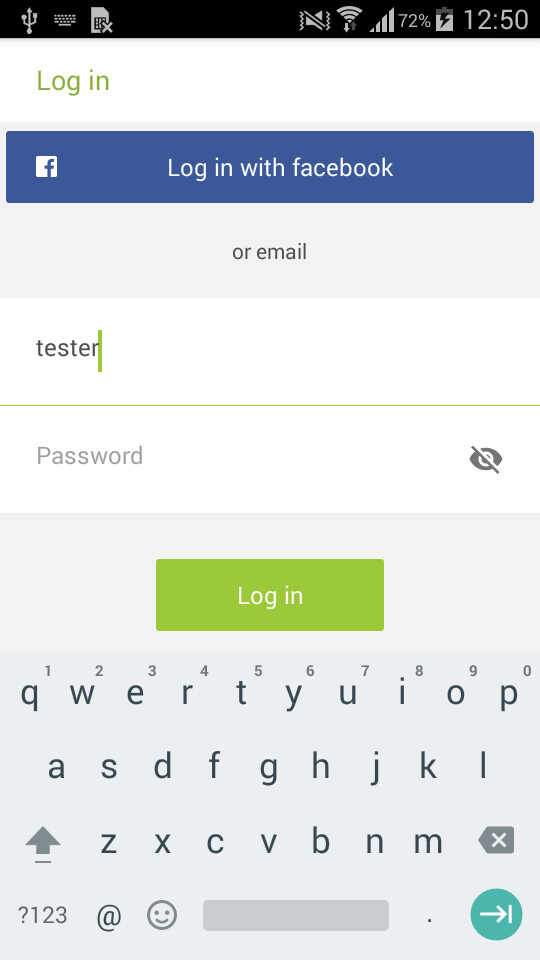 72% 12:50
Log in
Log in with facebook
or email
tester
Password
Log in
1 2 3 4 5 6 7 8 9 0
q w e r t y u i o p
a s d f g h j k l
z x c v b n m
?123 @ .